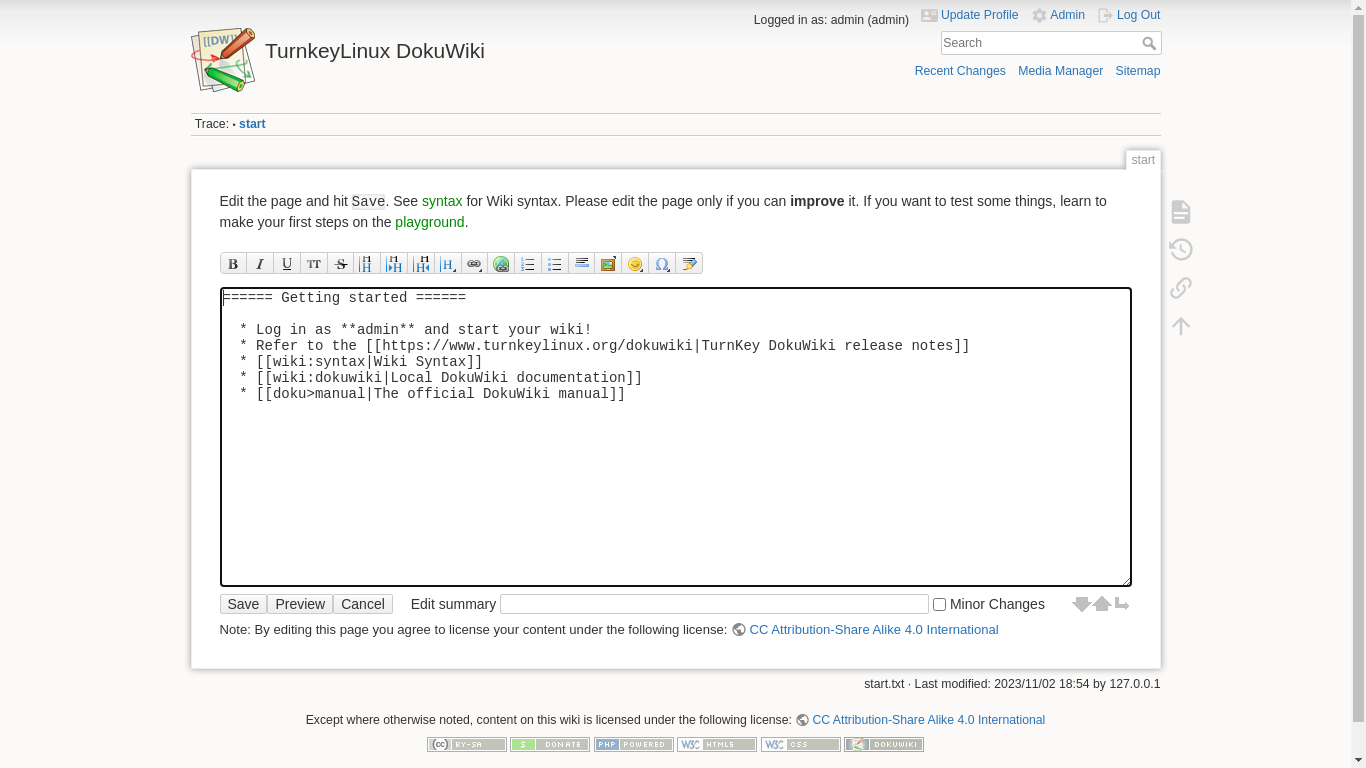 Logged in as: admin (admin) Update Profile Admin Log Out
[[DW]]
TurnkeyLinux DokuWiki
Search
Recent Changes Media Manager Sitemap
Trace: • start
start
Edit the page and hit Save. See syntax for Wiki syntax. Please edit the page only if you can improve it. If you want to test some things, learn to
make your first steps on the playground.
B I U TT S H H H H H H H Ω
====== Getting started ======
  * Log in as **admin** and start your wiki!
  * Refer to the [[https://www.turnkeylinux.org/dokuwiki|TurnKey DokuWiki release notes]]
  * [[wiki:syntax|Wiki Syntax]]
  * [[wiki:dokuwiki|Local DokuWiki documentation]]
  * [[doku>manual|The official DokuWiki manual]]
Save Preview Cancel Edit summary Minor Changes
Note: By editing this page you agree to license your content under the following license: CC Attribution-Share Alike 4.0 International
start.txt · Last modified: 2023/11/02 18:54 by 127.0.0.1
Except where otherwise noted, content on this wiki is licensed under the following license: CC Attribution-Share Alike 4.0 International
(cc) BY-SA $ DONATE PHP POWERED W3C HTML5 W3C CSS DOKUWIKI